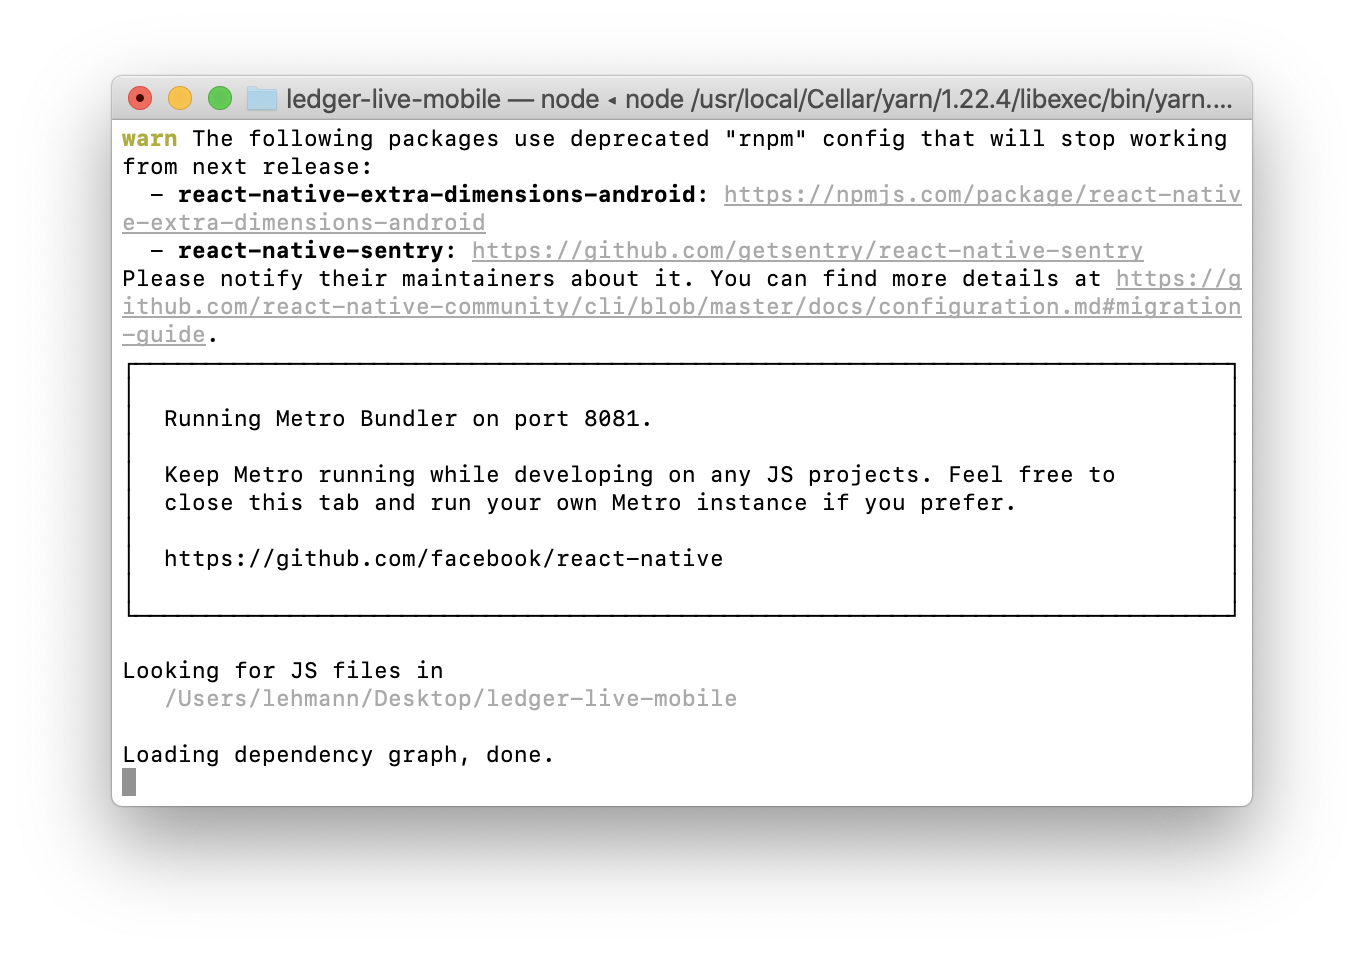 ledger-live-mobile — node ◂ node /usr/local/Cellar/yarn/1.22.4/libexec/bin/yarn....
warn The following packages use deprecated "rnpm" config that will stop working
from next release:
  - react-native-extra-dimensions-android: https://npmjs.com/package/react-nativ
e-extra-dimensions-android
  - react-native-sentry: https://github.com/getsentry/react-native-sentry
Please notify their maintainers about it. You can find more details at https://g
ithub.com/react-native-community/cli/blob/master/docs/configuration.md#migration
-guide.
Running Metro Bundler on port 8081.
Keep Metro running while developing on any JS projects. Feel free to
close this tab and run your own Metro instance if you prefer.
https://github.com/facebook/react-native
Looking for JS files in
   /Users/lehmann/Desktop/ledger-live-mobile
Loading dependency graph, done.